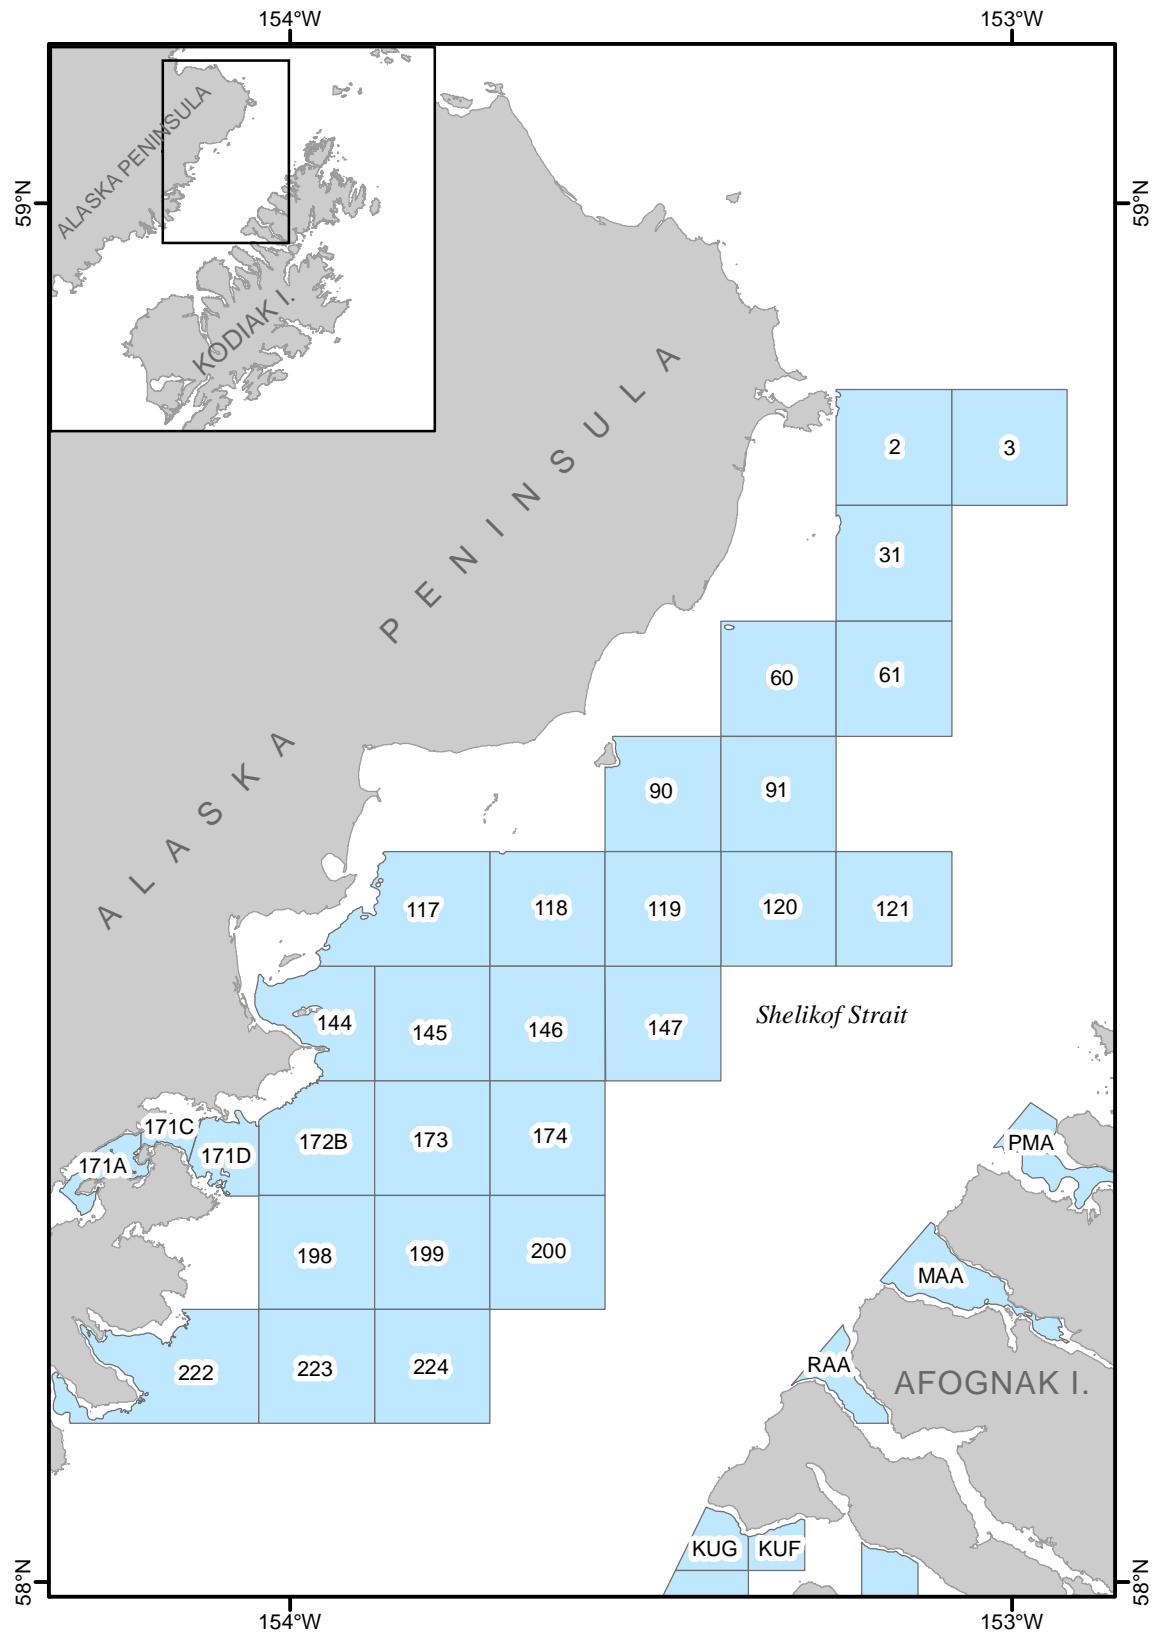 154°W
153°W
59°N
59°N
ALASKA PENINSULA
KODIAK I.
ALASKA PENINSULA
2
3
31
60
61
90
91
117
118
119
120
121
144
145
146
147
Shelikof Strait
171C
171A
171D
172B
173
174
PMA
198
199
200
MAA
222
223
224
RAA
AFOGNAK I.
KUG
KUF
58°N
58°N
154°W
153°W